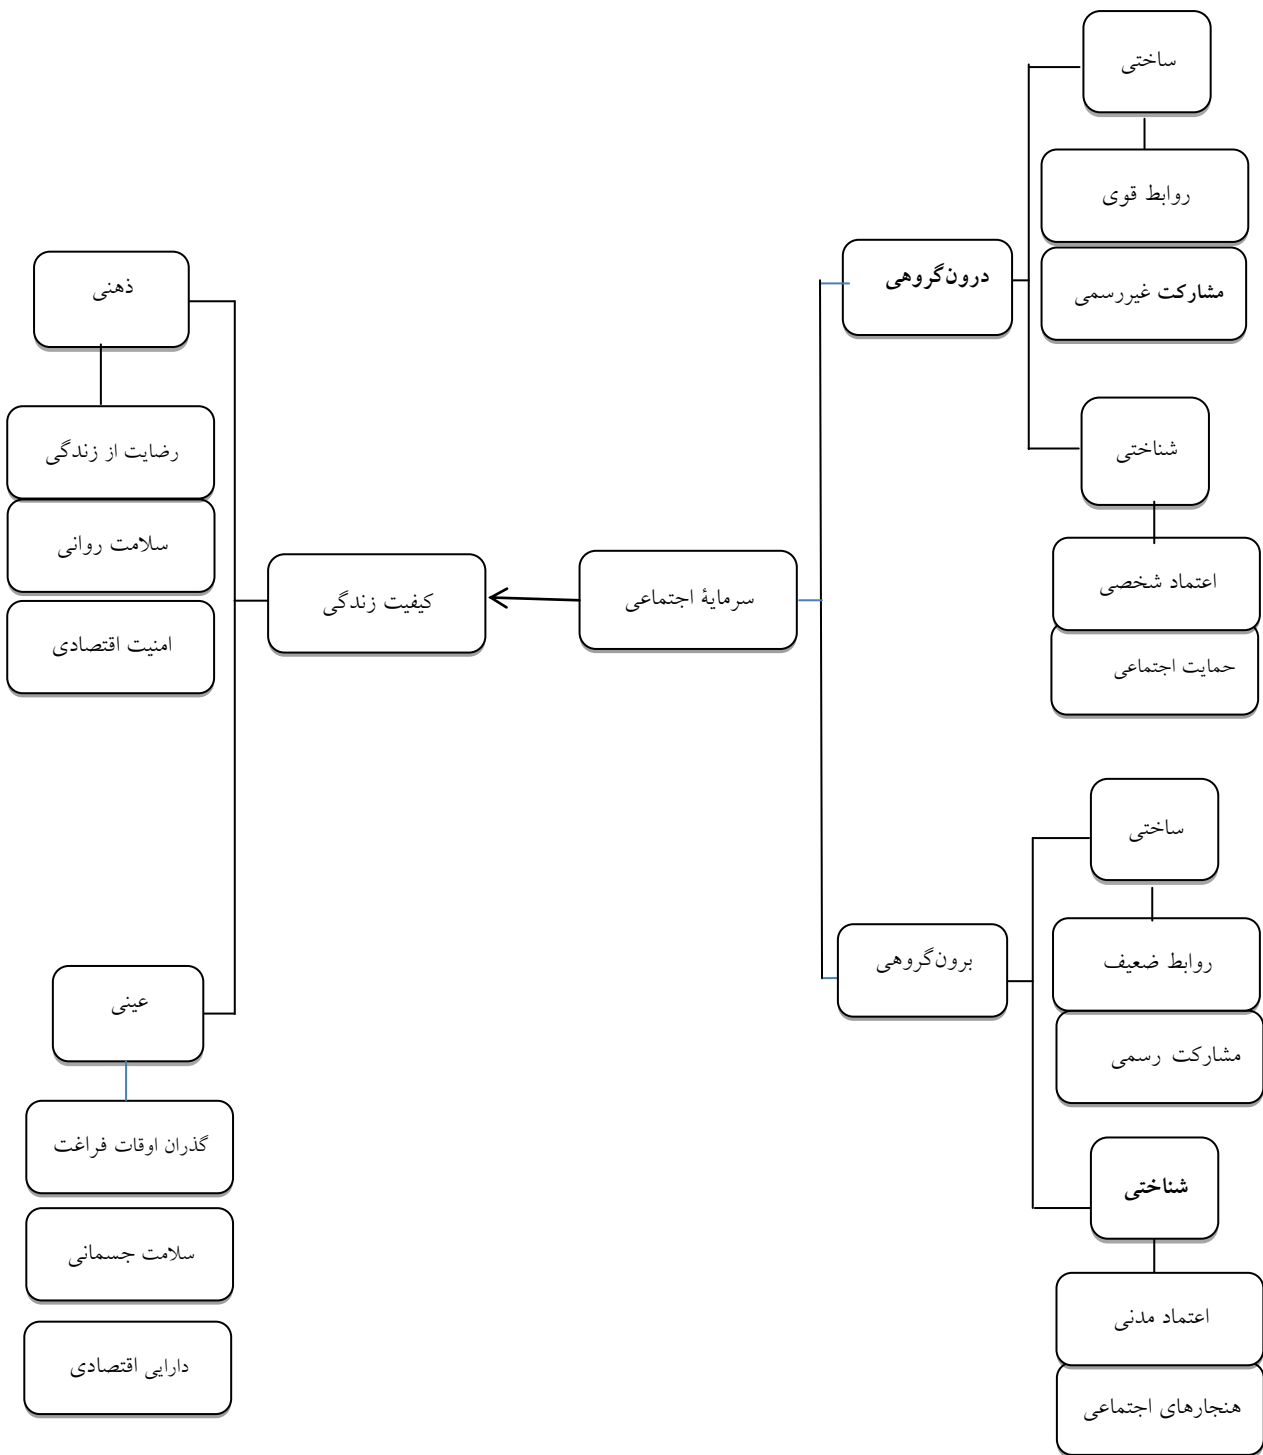 ساختی
روابط قوی
درون‌گروهی
مشارکت غیررسمی
ذهنی
شناختی
رضایت از زندگی
سلامت روانی
اعتماد شخصی
کیفیت زندگی
سرمایهٔ اجتماعی
امنیت اقتصادی
حمایت اجتماعی
ساختی
برون‌گروهی
روابط ضعیف
عینی
مشارکت رسمی
گذران اوقات فراغت
شناختی
سلامت جسمانی
اعتماد مدنی
دارایی اقتصادی
هنجارهای اجتماعی